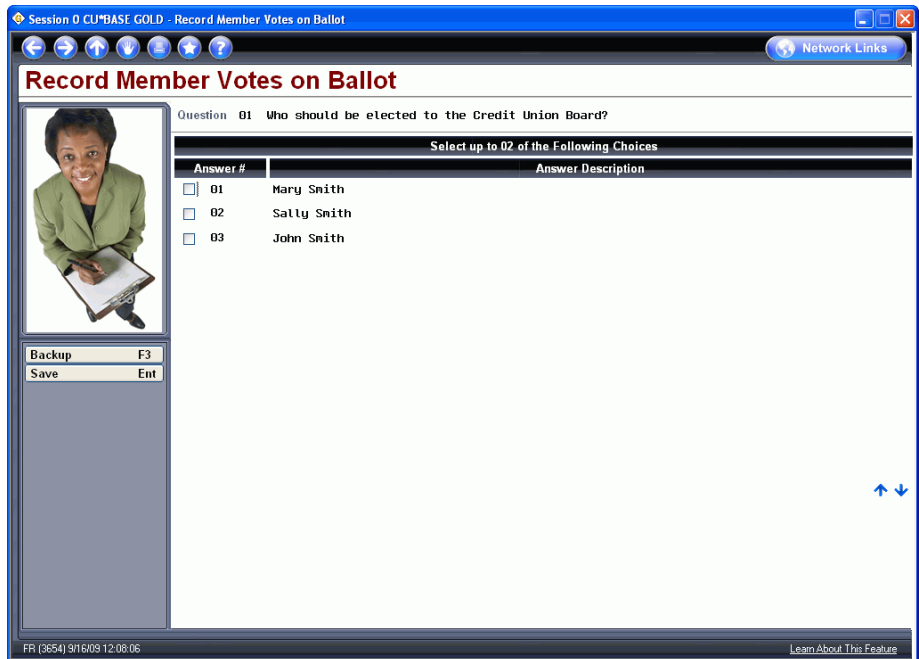 Session 0 CU*BASE GOLD - Record Member Votes on Ballot
Network Links
Record Member Votes on Ballot
Question 01 Who should be elected to the Credit Union Board?
Select up to 02 of the Following Choices
Answer # Answer Description
01 Mary Smith
02 Sally Smith
03 John Smith
Backup F3
Save Ent
FR (3654) 9/16/09 12:08:06 Learn About This Feature